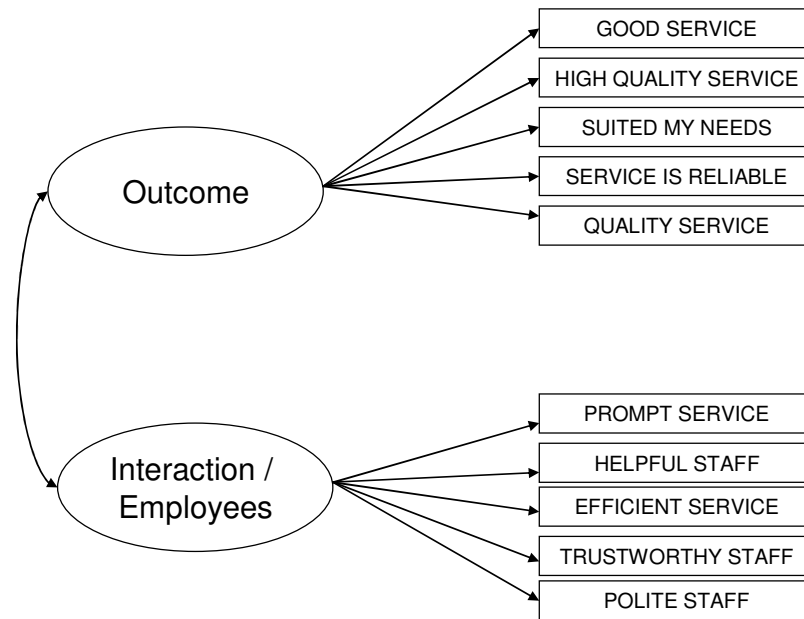 GOOD SERVICE
HIGH QUALITY SERVICE
SUITED MY NEEDS
SERVICE IS RELIABLE
QUALITY SERVICE
Outcome
PROMPT SERVICE
HELPFUL STAFF
EFFICIENT SERVICE
TRUSTWORTHY STAFF
POLITE STAFF
Interaction /
Employees